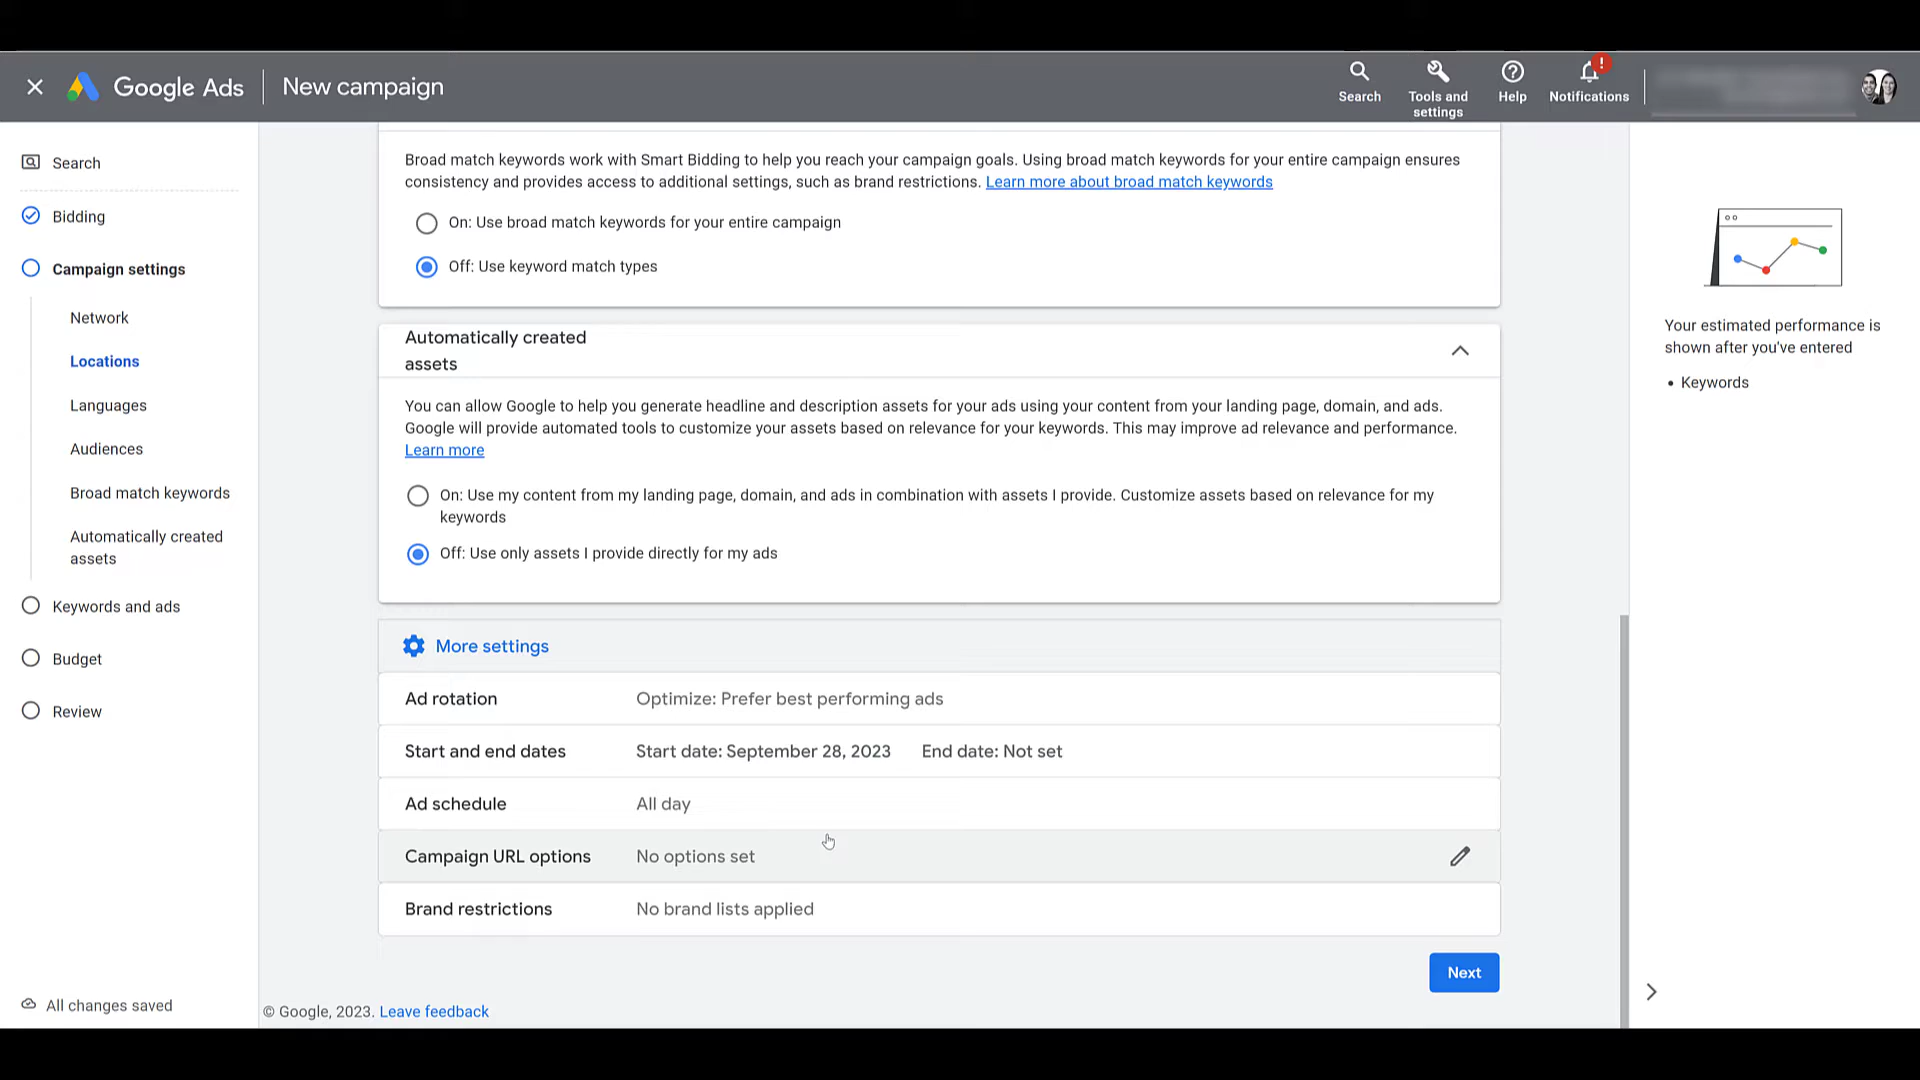 Google Ads
New campaign
Search
Tools and
settings
Help
!
Notifications
Search
Bidding
Campaign settings
Network
Locations
Languages
Audiences
Broad match keywords
Automatically created
assets
Keywords and ads
Budget
Review
All changes saved
Broad match keywords work with Smart Bidding to help you reach your campaign goals. Using broad match keywords for your entire campaign ensures
consistency and provides access to additional settings, such as brand restrictions. Learn more about broad match keywords
On: Use broad match keywords for your entire campaign
Off: Use keyword match types
Automatically created
assets
You can allow Google to help you generate headline and description assets for your ads using your content from your landing page, domain, and ads.
Google will provide automated tools to customize your assets based on relevance for your keywords. This may improve ad relevance and performance.
Learn more
On: Use my content from my landing page, domain, and ads in combination with assets I provide. Customize assets based on relevance for my
keywords
Off: Use only assets I provide directly for my ads
More settings
Ad rotation Optimize: Prefer best performing ads
Start and end dates Start date: September 28, 2023 End date: Not set
Ad schedule All day
Campaign URL options No options set
Brand restrictions No brand lists applied
Next
© Google, 2023. Leave feedback
Your estimated performance is
shown after you've entered
• Keywords